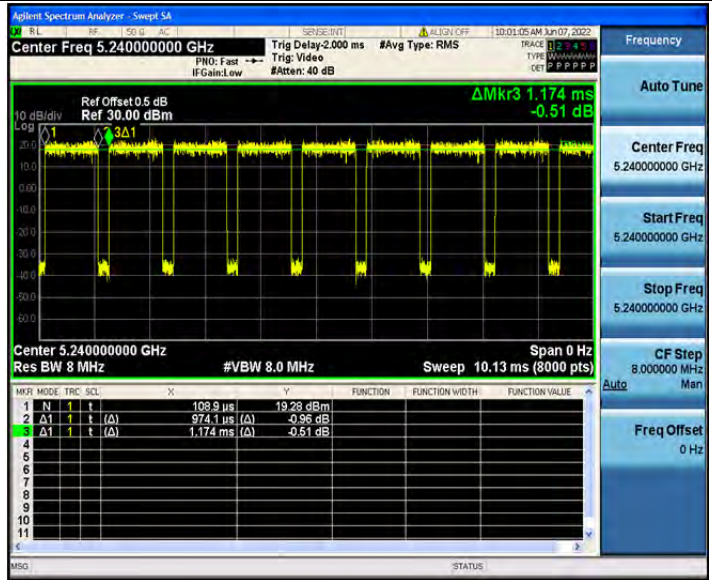 Agilent Spectrum Analyzer - Swept SA
RL RF 50 Ω AC SENSE:INT ALIGN OFF 10:01:05 AM Jun 07, 2022
Center Freq 5.240000000 GHz
PNO: Fast
IFGain:Low
Trig Delay-2.000 ms
Trig: Video
#Atten: 40 dB
#Avg Type: RMS
TRACE 1 2 3 4 5 6
TYPE
DET P P P P P P
Frequency
Auto Tune
Center Freq
5.240000000 GHz
Start Freq
5.240000000 GHz
Stop Freq
5.240000000 GHz
CF Step
8.000000 MHz
Auto Man
Freq Offset
0 Hz
ΔMkr3 1.174 ms
-0.51 dB
Ref Offset 0.5 dB
10 dB/div Ref 30.00 dBm
Log
1 2 3Δ1
20.0
10.0
0.00
-10.0
-20.0
-30.0
-40.0
-50.0
-60.0
Center 5.240000000 GHz Span 0 Hz
Res BW 8 MHz #VBW 8.0 MHz Sweep 10.13 ms (8000 pts)
MKR MODE TRC SCL X Y FUNCTION FUNCTION WIDTH FUNCTION VALUE
1 N 1 t 108.9 µs 19.28 dBm
2 Δ1 1 t (Δ) 974.1 µs (Δ) -0.96 dB
3 Δ1 1 t (Δ) 1.174 ms (Δ) -0.51 dB
4
5
6
7
8
9
10
11
MSG STATUS